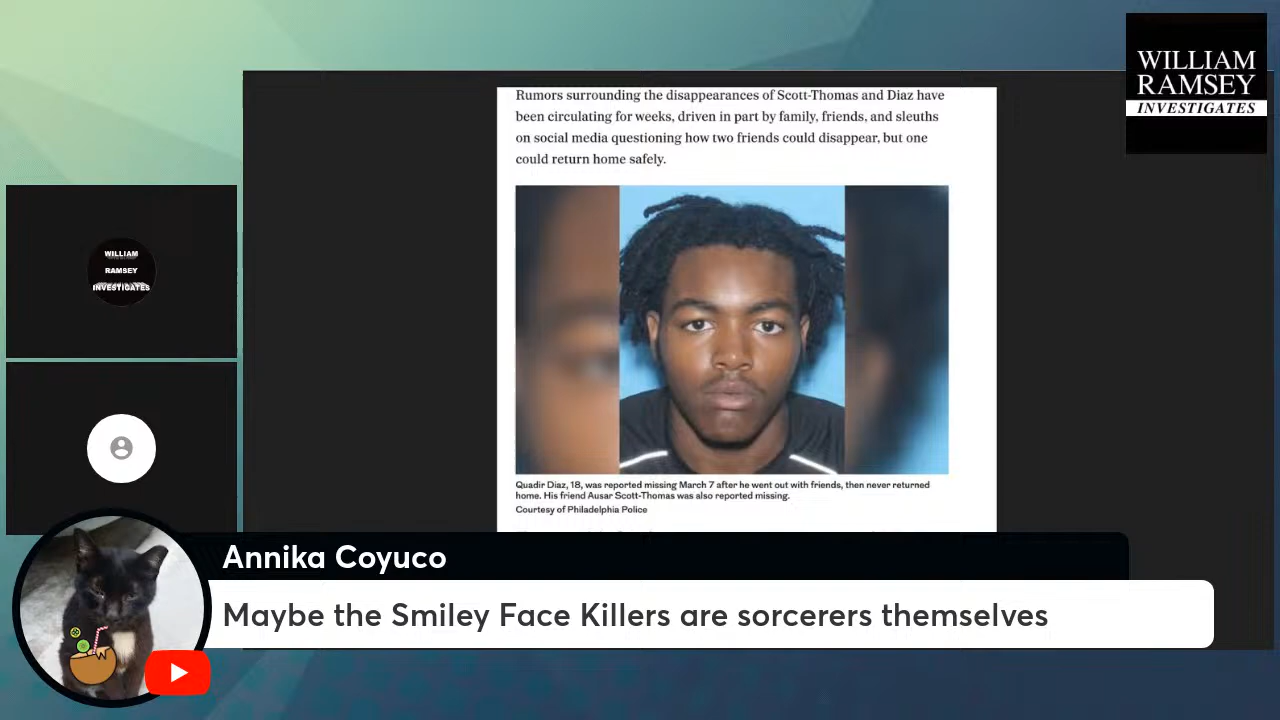 WILLIAM
RAMSEY
INVESTIGATES
Rumors surrounding the disappearances of Scott-Thomas and Diaz have
been circulating for weeks, driven in part by family, friends, and sleuths
on social media questioning how two friends could disappear, but one
could return home safely.
WILLIAM
RAMSEY
INVESTIGATES
Quadir Diaz, 18, was reported missing March 7 after he went out with friends, then never returned
home. His friend Ausar Scott-Thomas was also reported missing.
Courtesy of Philadelphia Police
Annika Coyuco
Maybe the Smiley Face Killers are sorcerers themselves